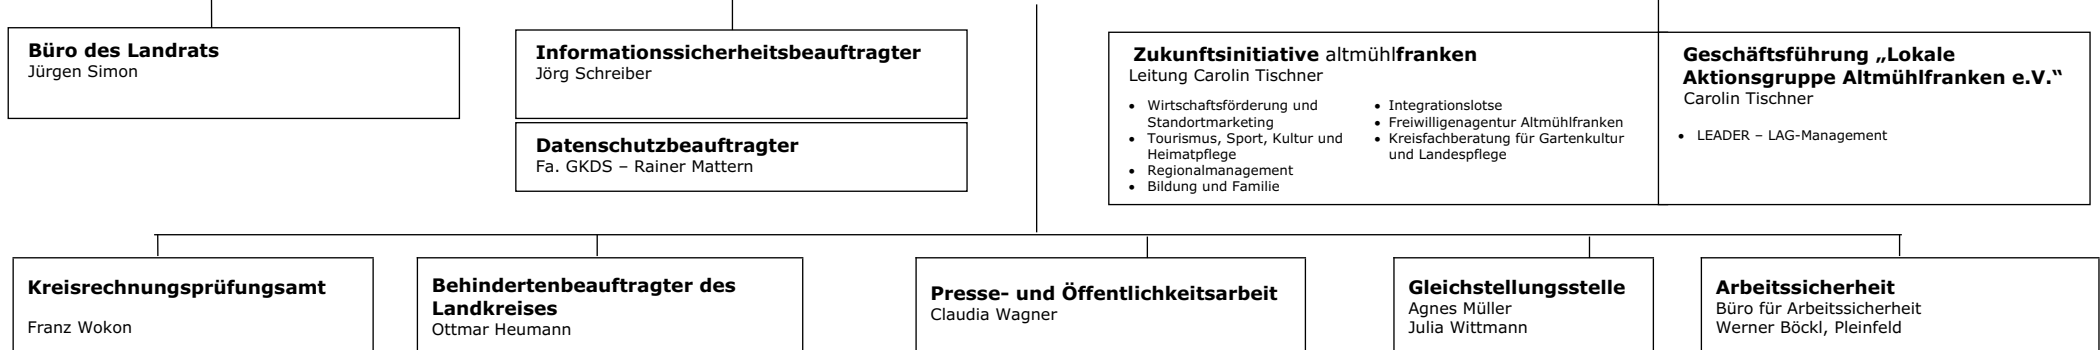 Büro des Landrats
Jürgen Simon
Informationssicherheitsbeauftragter
Jörg Schreiber
Datenschutzbeauftragter
Fa. GKDS – Rainer Mattern
Zukunftsinitiative altmühlfranken
Leitung Carolin Tischner
• Wirtschaftsförderung und
Standortmarketing
• Tourismus, Sport, Kultur und
Heimatpflege
• Regionalmanagement
• Bildung und Familie
• Integrationslotse
• Freiwilligenagentur Altmühlfranken
• Kreisfachberatung für Gartenkultur
und Landespflege
Geschäftsführung „Lokale
Aktionsgruppe Altmühlfranken e.V.“
Carolin Tischner
• LEADER – LAG-Management
Kreisrechnungsprüfungsamt
Franz Wokon
Behindertenbeauftragter des
Landkreises
Ottmar Heumann
Presse- und Öffentlichkeitsarbeit
Claudia Wagner
Gleichstellungsstelle
Agnes Müller
Julia Wittmann
Arbeitssicherheit
Büro für Arbeitssicherheit
Werner Böckl, Pleinfeld